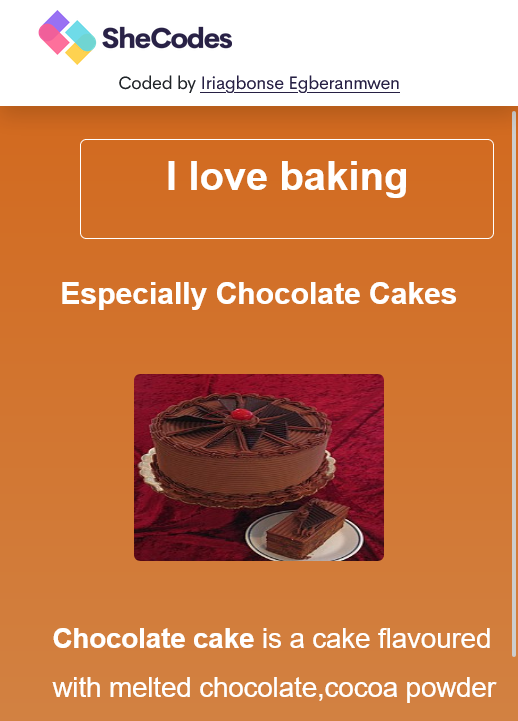 SheCodes
Coded by Iriagbonse Egberanmwen
I love baking
Especially Chocolate Cakes
Chocolate cake is a cake flavoured
with melted chocolate,cocoa powder